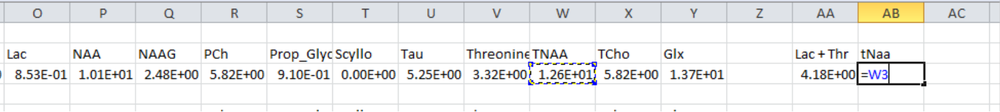 O P Q R S T U V W X Y Z AA AB AC
Lac NAA NAAG PCh Prop_Glyc Scyllo Tau Threonine TNAA TCho Glx Lac + Thr tNaa
8.53E-01 1.01E+01 2.48E+00 5.82E+00 9.10E-01 0.00E+00 5.25E+00 3.32E+00 1.26E+01 5.82E+00 1.37E+01 4.18E+00 =W3